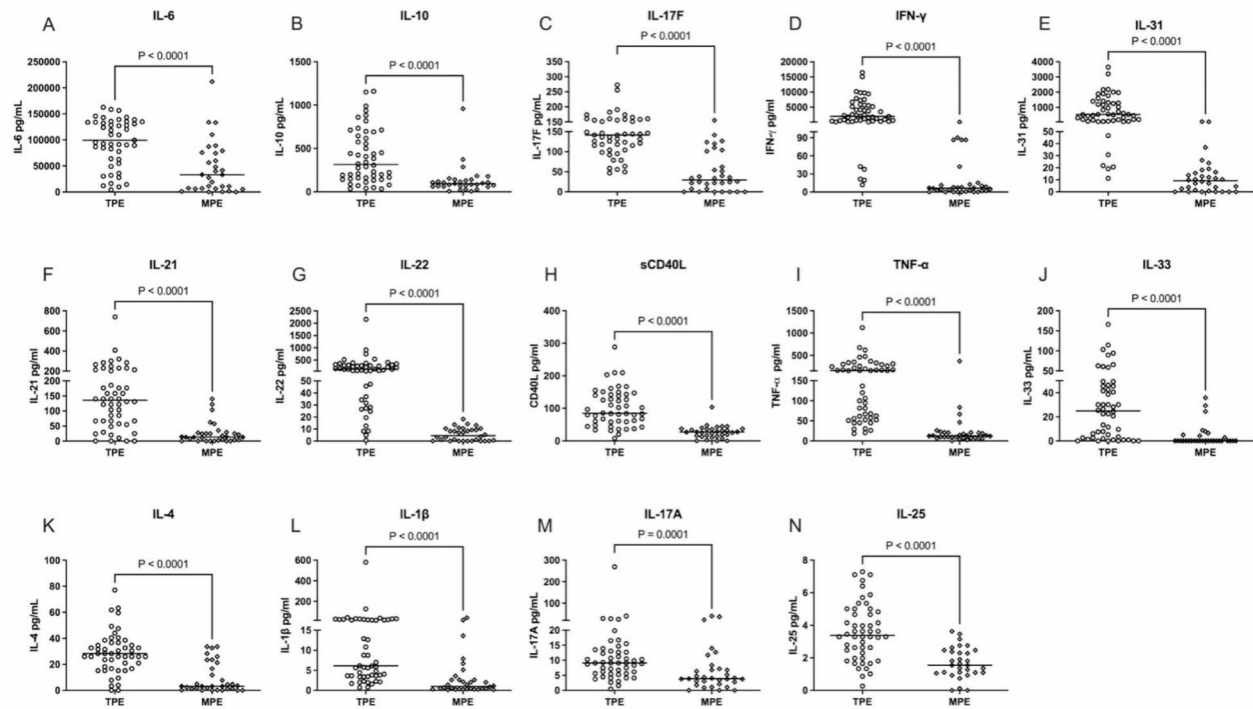 A IL-6
P < 0.0001
IL-6 pg/mL
250000
200000
150000
100000
50000
0
TPE MPE
B IL-10
P < 0.0001
IL-10 pg/mL
1500
1000
500
0
TPE MPE
C IL-17F
P < 0.0001
IL-17F pg/mL
400
300
200
150
100
50
0
TPE MPE
D IFN-γ
P < 0.0001
IFN-γ pg/ml
20000
15000
10000
5000
90
60
30
0
TPE MPE
E IL-31
P < 0.0001
IL-31 pg/mL
4000
3000
2000
1000
50
40
30
20
10
0
TPE MPE
F IL-21
P < 0.0001
IL-21 pg/ml
800
600
400
200
150
100
50
0
TPE MPE
G IL-22
P < 0.0001
IL-22 pg/ml
2500
2000
1500
1000
500
50
40
30
20
10
0
TPE MPE
H sCD40L
P < 0.0001
CD40L pg/ml
400
300
200
100
0
TPE MPE
I TNF-α
P < 0.0001
TNF-α pg/ml
1500
1000
500
150
100
50
0
TPE MPE
J IL-33
P < 0.0001
IL-33 pg/ml
200
150
100
50
40
20
0
TPE MPE
K IL-4
P < 0.0001
IL-4 pg/mL
100
80
60
40
20
0
TPE MPE
L IL-1β
P < 0.0001
IL-1β pg/ml
800
600
400
200
15
10
5
0
TPE MPE
M IL-17A
P = 0.0001
IL-17A pg/mL
300
200
100
20
15
10
5
0
TPE MPE
N IL-25
P < 0.0001
IL-25 pg/mL
8
6
4
2
0
TPE MPE